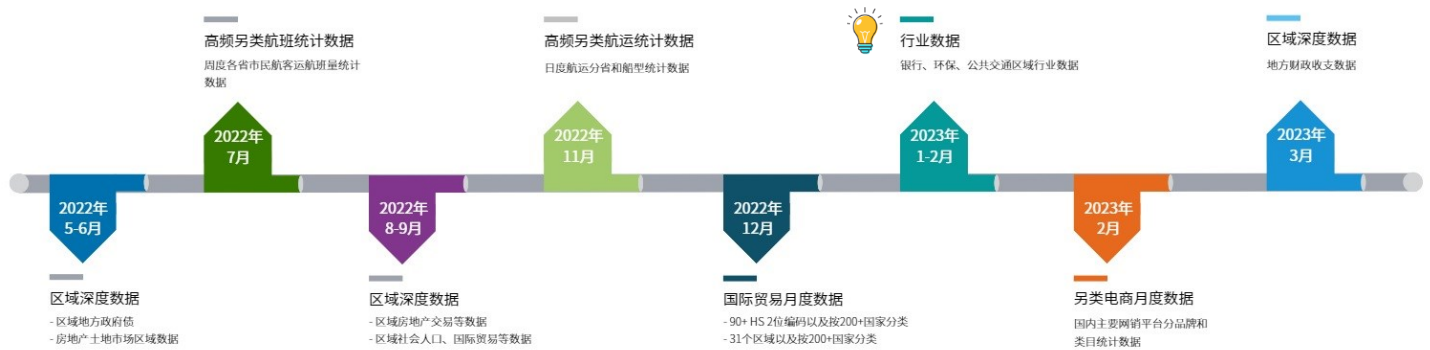 高频另类航班统计数据
周度各省市民航客运航班量统计
数据
2022年
7月
高频另类航运统计数据
日度航运分省和船型统计数据
2022年
11月
行业数据
银行、环保、公共交通区域行业数据
2023年
1-2月
区域深度数据
地方财政收支数据
2023年
3月
2022年
5-6月
区域深度数据
- 区域地方政府债
- 房地产土地市场区域数据
2022年
8-9月
区域深度数据
- 区域房地产交易等数据
- 区域社会人口、国际贸易等数据
2022年
12月
国际贸易月度数据
- 90+ HS 2位编码以及按200+国家分类
- 31个区域以及按200+国家分类
2023年
2月
另类电商月度数据
国内主要网销平台分品牌和
类目统计数据